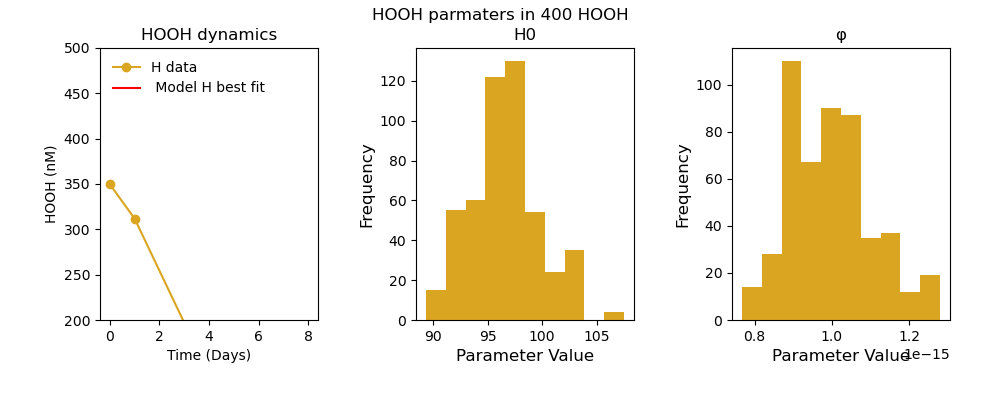 HOOH parmaters in 400 HOOH
HOOH dynamics
H data
Model H best fit
HOOH (nM)
500
450
400
350
300
250
200
0 2 4 6 8
Time (Days)
H0
Frequency
120
100
80
60
40
20
0
90 95 100 105
Parameter Value
φ
Frequency
100
80
60
40
20
0
0.8 1.0 1.2
Parameter Value
1e−15